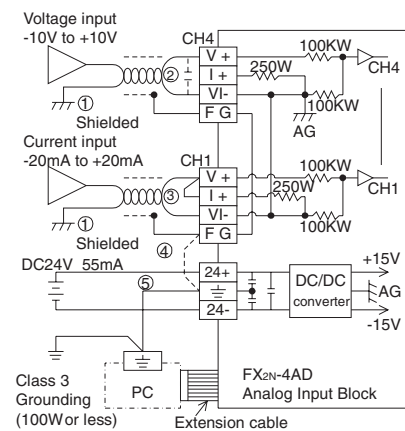 Voltage input
-10V to +10V
CH4
V +
I +
VI-
F G
②
①
Shielded
250W
100KW
100KW
CH4
AG
Current input
-20mA to +20mA
CH1
V +
I +
VI-
F G
③
①
Shielded
250W
100KW
100KW
CH1
④
DC24V 55mA
⑤
24+
24-
DC/DC
converter
+15V
AG
-15V
PC
Class 3
Grounding
(100W or less)
FX2N-4AD
Analog Input Block
Extension cable